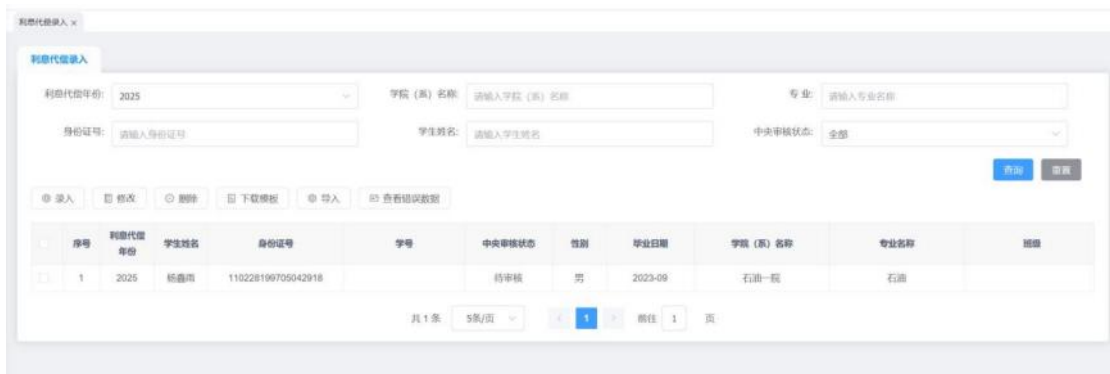 利息代偿录入 ×
利息代偿录入
利息代偿年份: 2025 学院（系）名称: 请输入学院（系）名称 专业: 请输入专业名称
身份证号: 请输入身份证号 学生姓名: 请输入学生姓名 中央审核状态: 全部
查询 重置
录入 修改 删除 下载模板 导入 查看错误数据
序号 利息代偿年份 学生姓名 身份证号 学号 中央审核状态 性别 毕业日期 学院（系）名称 专业名称 班级
1 2025 杨鑫雨 110228199705042918 待审核 男 2023-09 石油一院 石油
共 1 条 5条/页 < 1 > 前往 1 页